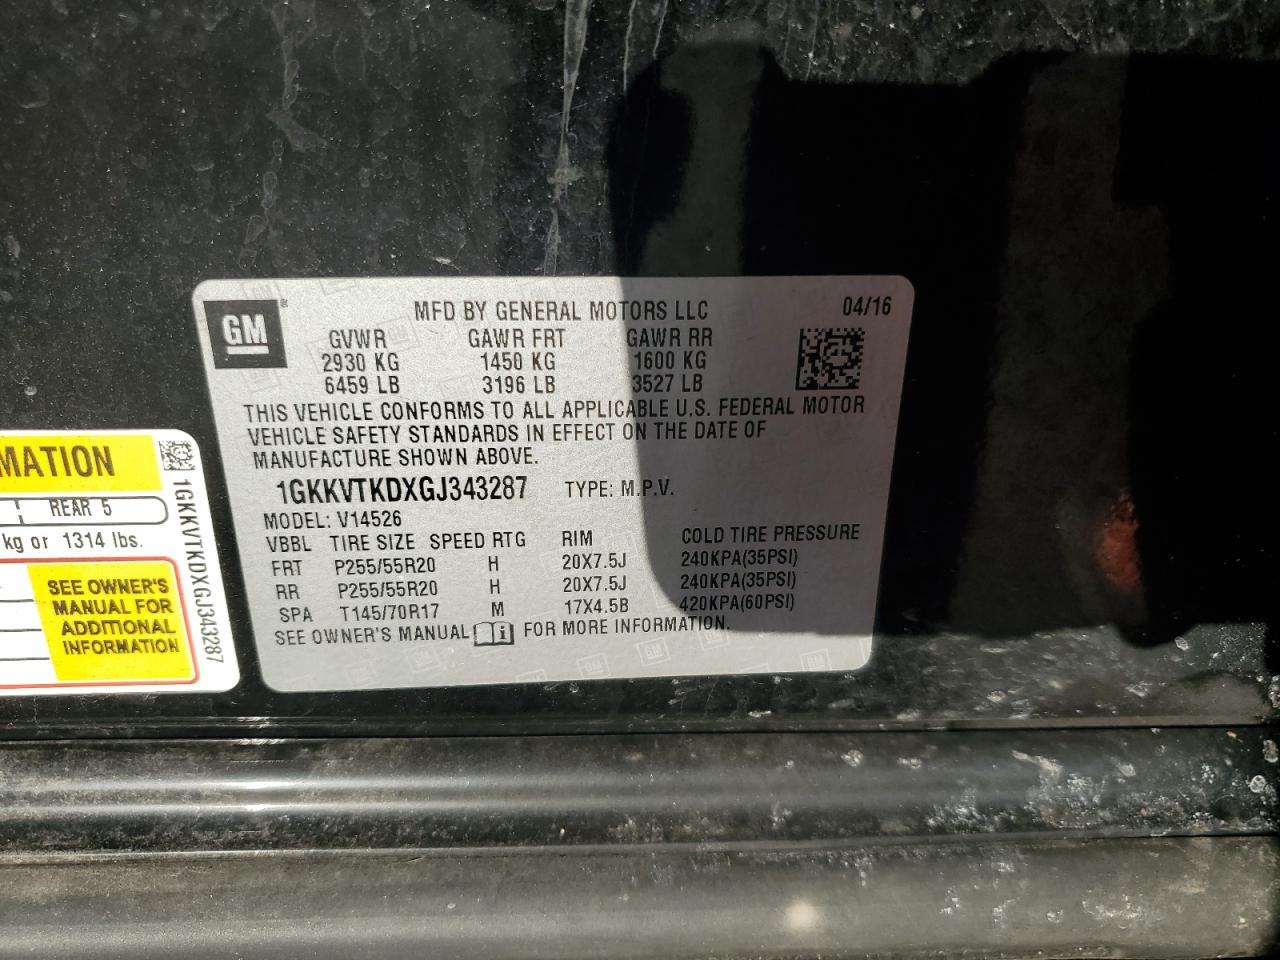 GM
MFD BY GENERAL MOTORS LLC 04/16
GVWR GAWR FRT GAWR RR
2930 KG 1450 KG 1600 KG
6459 LB 3196 LB 3527 LB
THIS VEHICLE CONFORMS TO ALL APPLICABLE U.S. FEDERAL MOTOR
VEHICLE SAFETY STANDARDS IN EFFECT ON THE DATE OF
MANUFACTURE SHOWN ABOVE.
1GKKVTKDXGJ343287 TYPE: M.P.V.
MODEL: V14526
VBBL TIRE SIZE SPEED RTG RIM COLD TIRE PRESSURE
FRT P255/55R20 H 20X7.5J 240KPA(35PSI)
RR P255/55R20 H 20X7.5J 240KPA(35PSI)
SPA T145/70R17 M 17X4.5B 420KPA(60PSI)
SEE OWNER'S MANUAL FOR MORE INFORMATION.
MATION
REAR 5
kg or 1314 lbs.
SEE OWNER'S
MANUAL FOR
ADDITIONAL
INFORMATION
1GKKVTKDXGJ343287